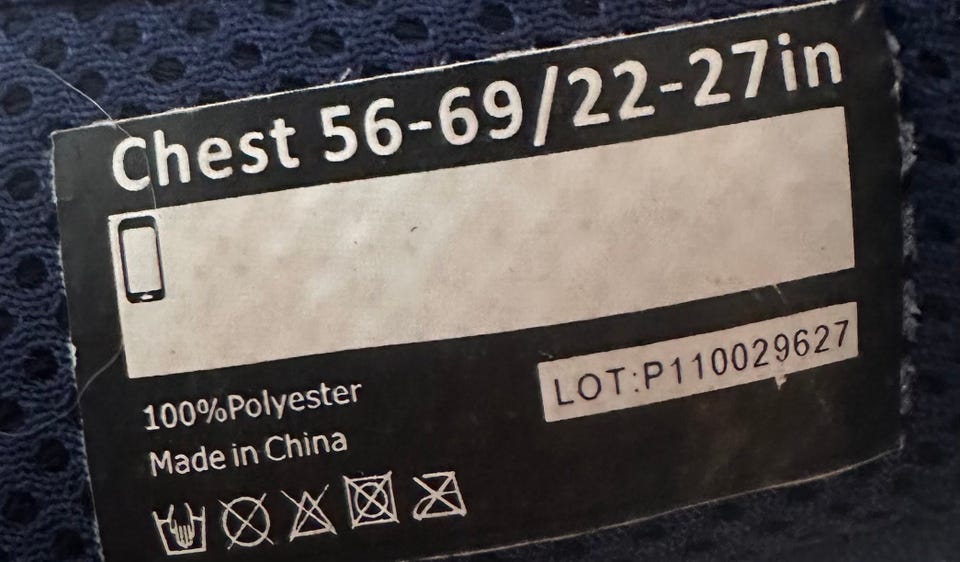 Chest 56-69/22-27in
100%Polyester
Made in China
LOT:P110029627